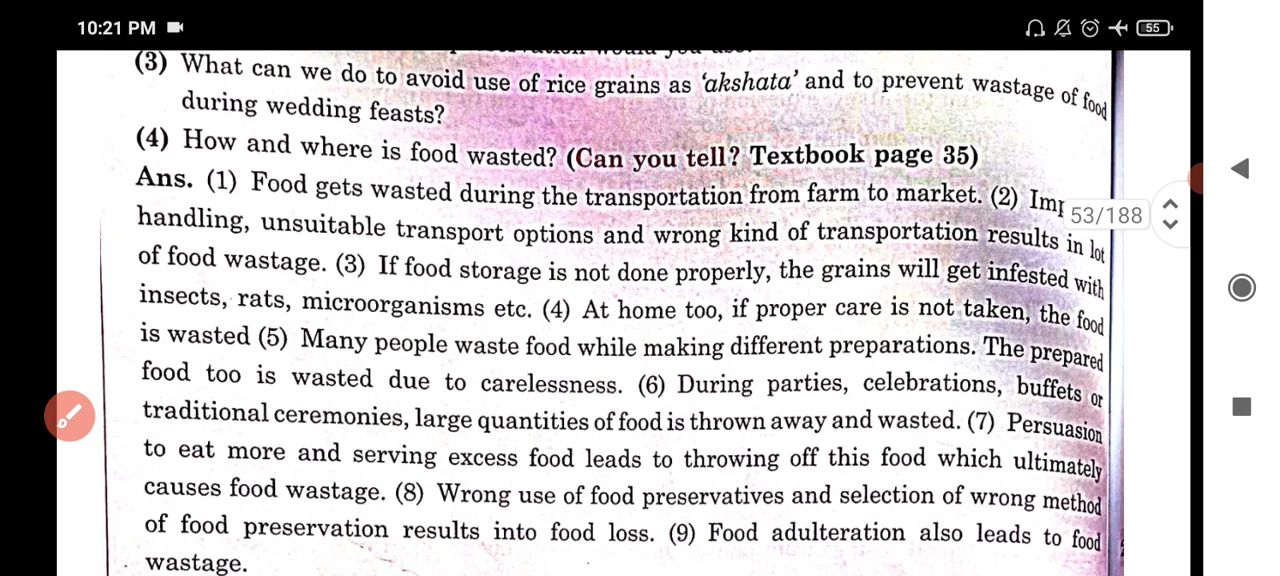 10:21 PM
55
(3) What can we do to avoid use of rice grains as ‘akshata’ and to prevent wastage of food
during wedding feasts?
(4) How and where is food wasted? (Can you tell? Textbook page 35)
Ans. (1) Food gets wasted during the transportation from farm to market. (2)
53/188
handling, unsuitable transport options and wrong kind of transportation results in lot
of food wastage. (3) If food storage is not done properly, the grains will get infested with
insects, rats, microorganisms etc. (4) At home too, if proper care is not taken, the food
is wasted (5) Many people waste food while making different preparations. The prepared
food too is wasted due to carelessness. (6) During parties, celebrations, buffets or
traditional ceremonies, large quantities of food is thrown away and wasted. (7) Persuasion
to eat more and serving excess food leads to throwing off this food which ultimately
causes food wastage. (8) Wrong use of food preservatives and selection of wrong method
of food preservation results into food loss. (9) Food adulteration also leads to food
wastage.